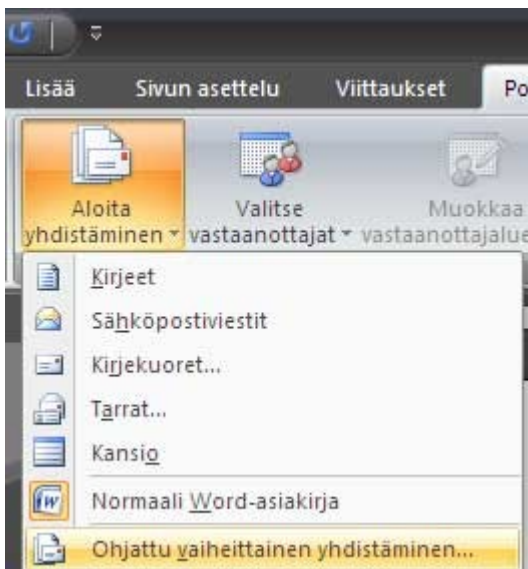 Lisää Sivun asettelu Viittaukset Po
Aloita Valitse Muokkaa
yhdistäminen vastaanottajat vastaanottajalue
Kirjeet
Sähköpostiviestit
Kirjekuoret...
Tarrat...
Kansio
Normaali Word-asiakirja
Ohjattu vaiheittainen yhdistäminen...